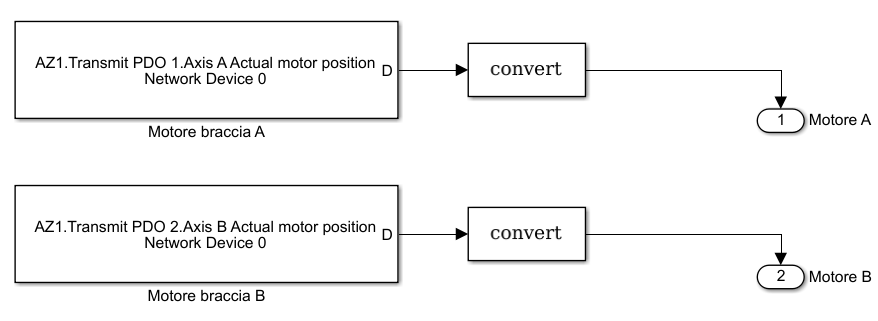 AZ1.Transmit PDO 1.Axis A Actual motor position
Network Device 0
D
convert
Motore braccia A
1
Motore A
AZ1.Transmit PDO 2.Axis B Actual motor position
Network Device 0
D
convert
Motore braccia B
2
Motore B